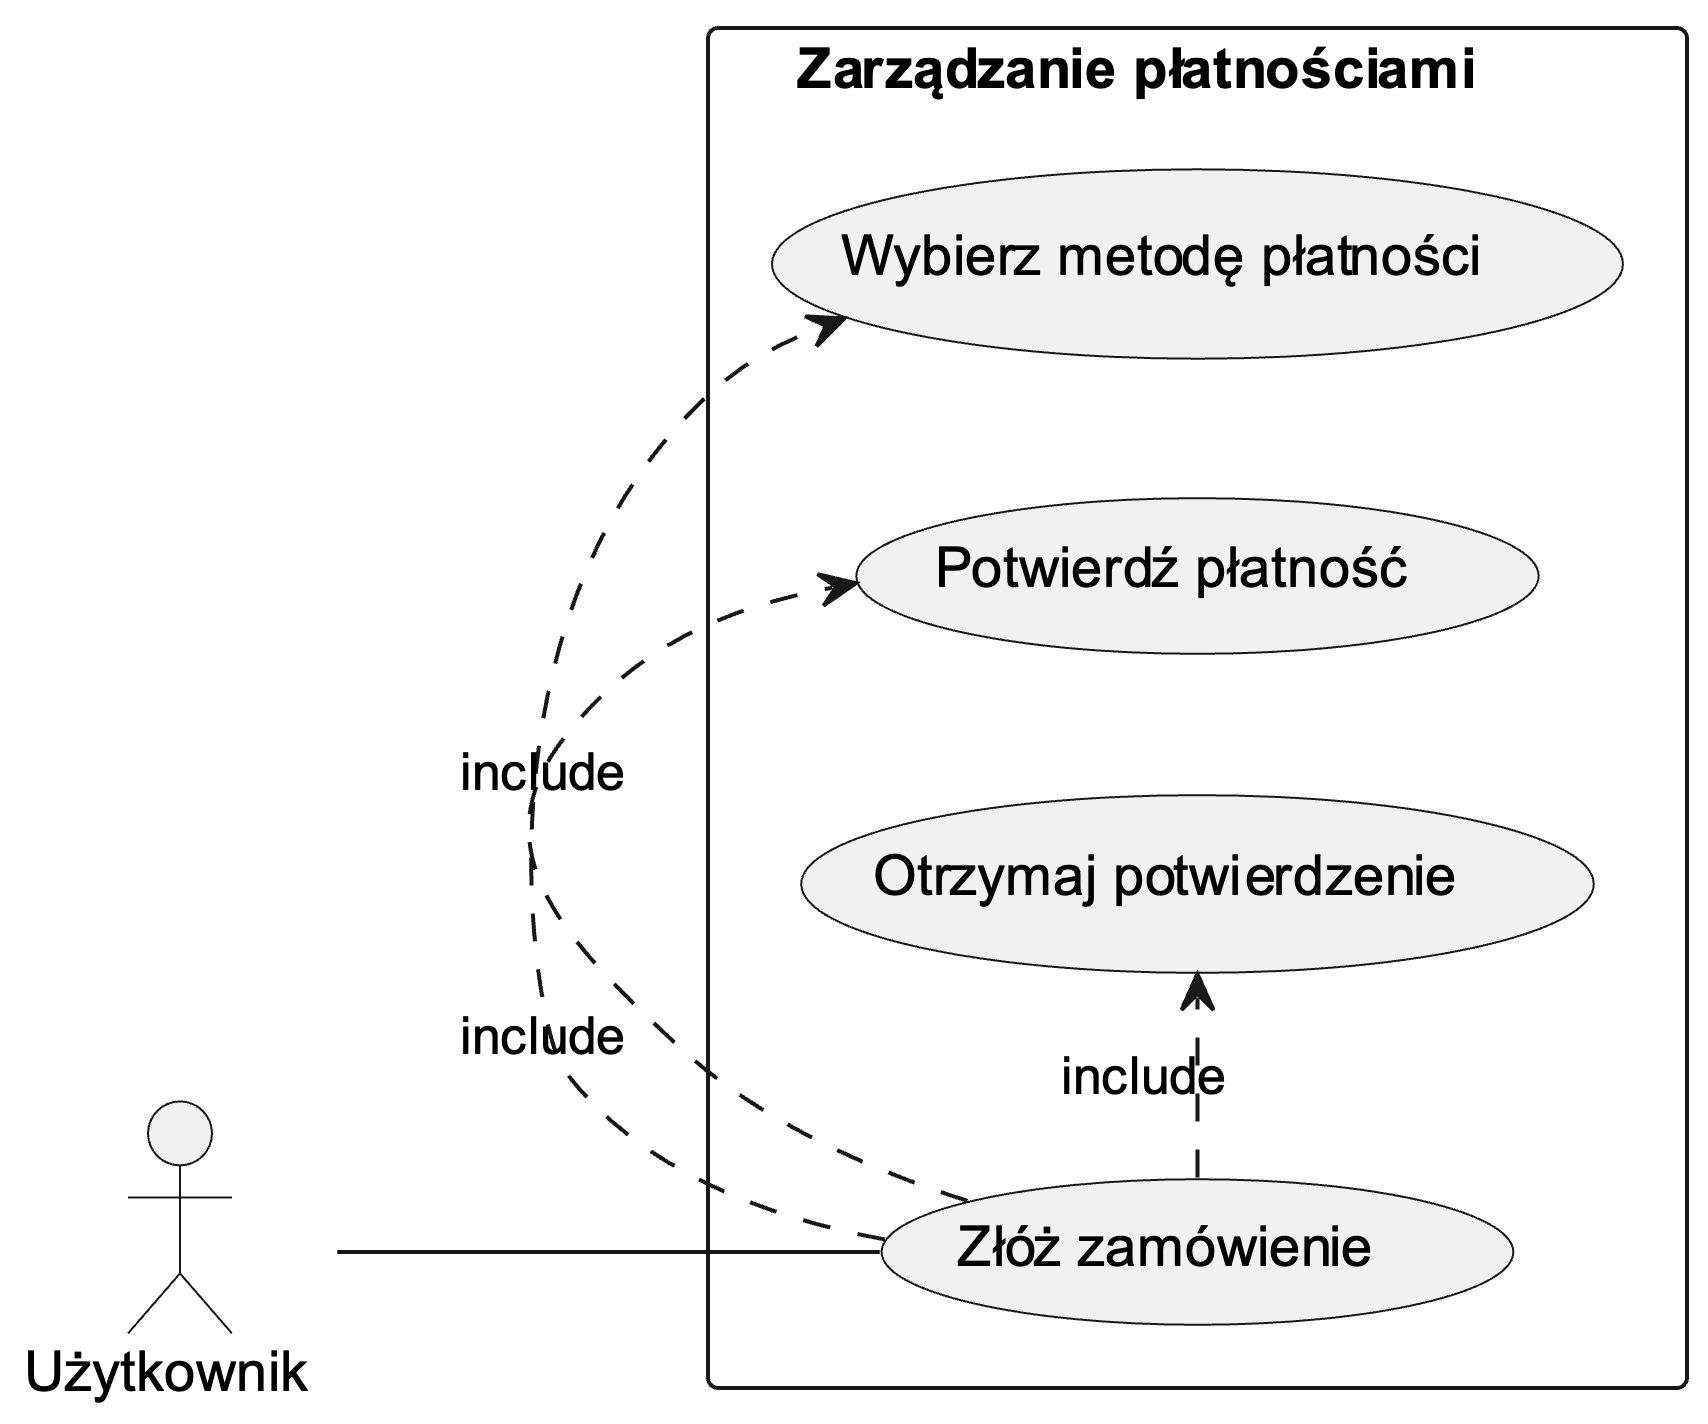 Zarządzanie płatnościami
Wybierz metodę płatności
Potwierdź płatność
include
Otrzymaj potwierdzenie
include
include
Złóż zamówienie
Użytkownik